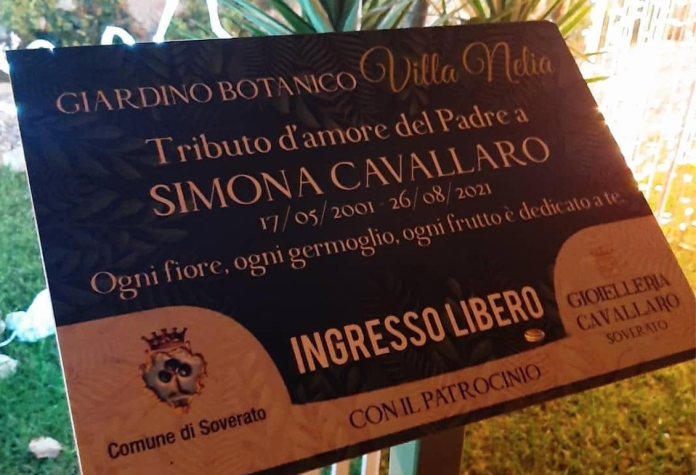 GIARDINO BOTANICO Villa Nelia
Tributo d'amore del Padre a
SIMONA CAVALLARO
17/05/2001 - 26/08/2021
Ogni fiore, ogni germoglio, ogni frutto è dedicato a te.
INGRESSO LIBERO
GIOIELLERIA
CAVALLARO
SOVERATO
Comune di Soverato
CON IL PATROCINIO